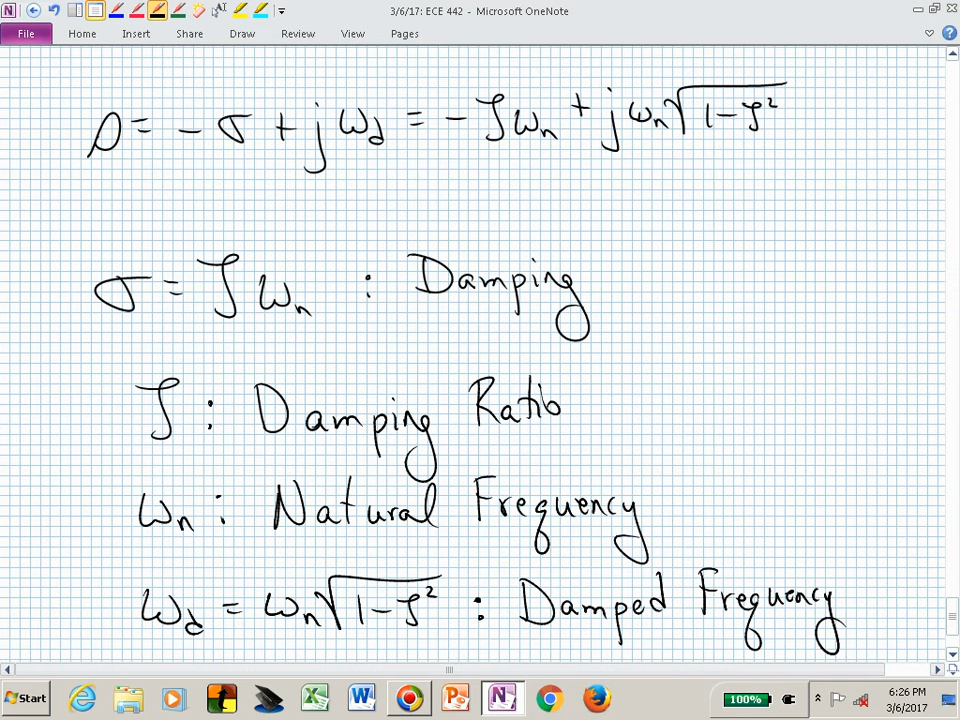 3/6/17: ECE 442 - Microsoft OneNote
File Home Insert Share Draw Review View Pages
s = -σ + jω_d = -ζω_n + jω_n√(1-ζ²)
σ = ζω_n : Damping
ζ : Damping Ratio
ω_n : Natural Frequency
ω_d = ω_n√(1-ζ²) : Damped Frequency
Start
100%
6:26 PM
3/6/2017